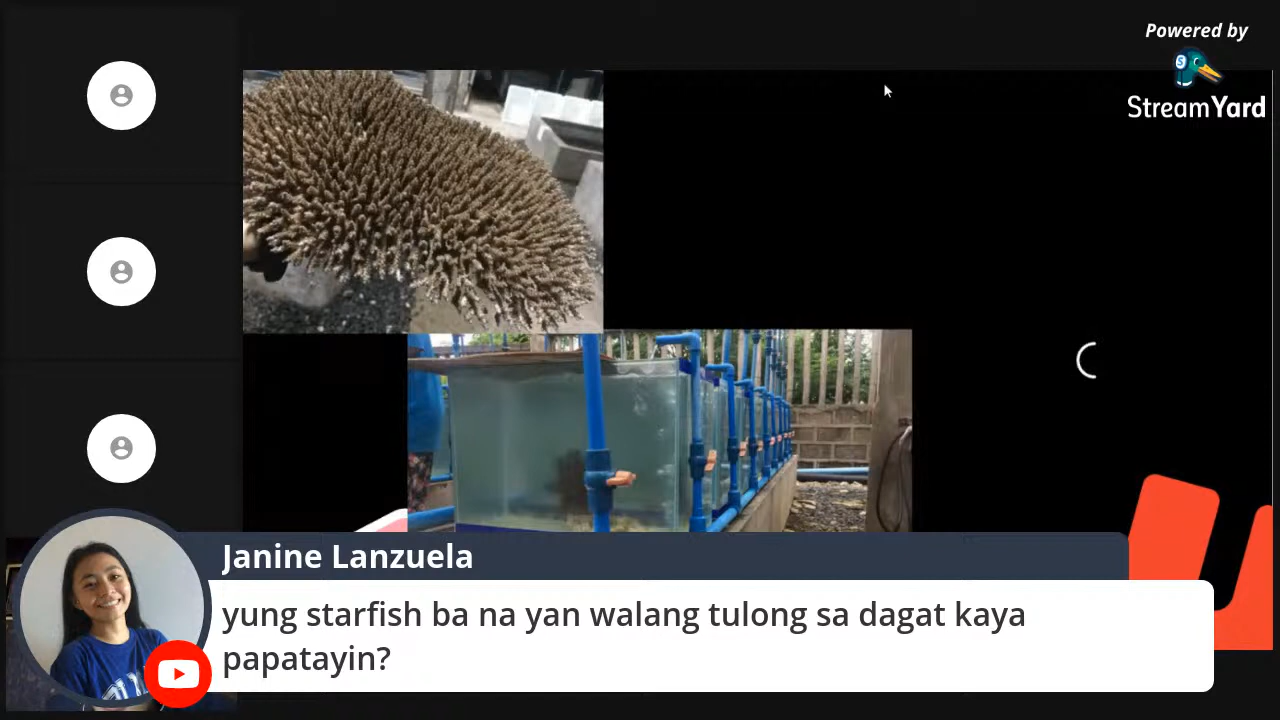 Powered by
StreamYard
Janine Lanzuela
yung starfish ba na yan walang tulong sa dagat kaya
papatayin?